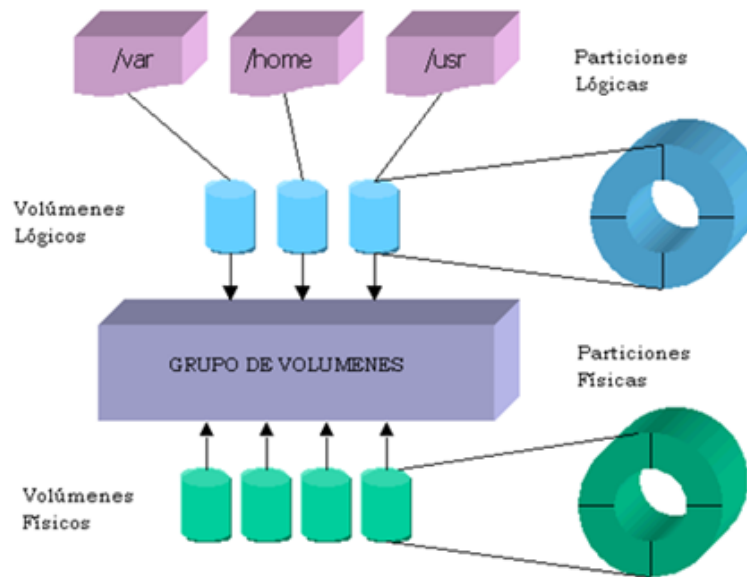 /var
/home
/usr
Particiones
Lógicas
Volúmenes
Lógicos
GRUPO DE VOLUMENES
Particiones
Físicas
Volúmenes
Físicos